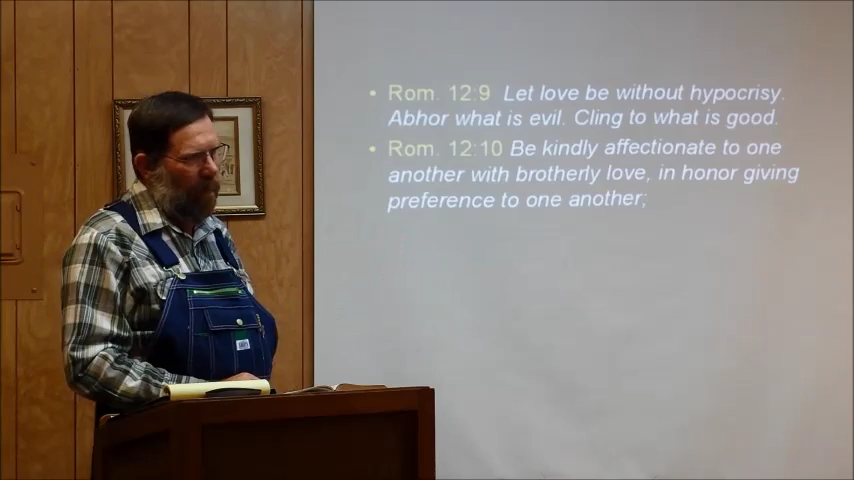 • Rom. 12:9 Let love be without hypocrisy.
Abhor what is evil. Cling to what is good.
• Rom. 12:10 Be kindly affectionate to one
another with brotherly love, in honor giving
preference to one another;